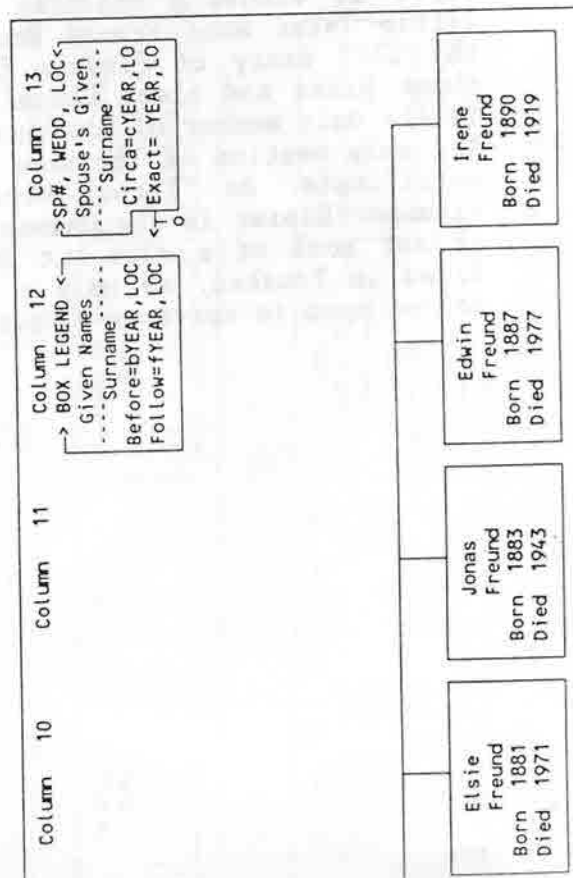 Column 10
Column 11
Column 12
Column 13
-> BOX LEGEND <-
Given Names
----Surname----
Before=bYEAR,LOC
Follow=fYEAR,LOC
>SP#, WEDD, LOC<
Spouse's Given
----Surname-----
Circa=cYEAR,LO
Exact= YEAR,LO
Elsie
Freund
Born 1881
Died 1971
Jonas
Freund
Born 1883
Died 1943
Edwin
Freund
Born 1887
Died 1977
Irene
Freund
Born 1890
Died 1919